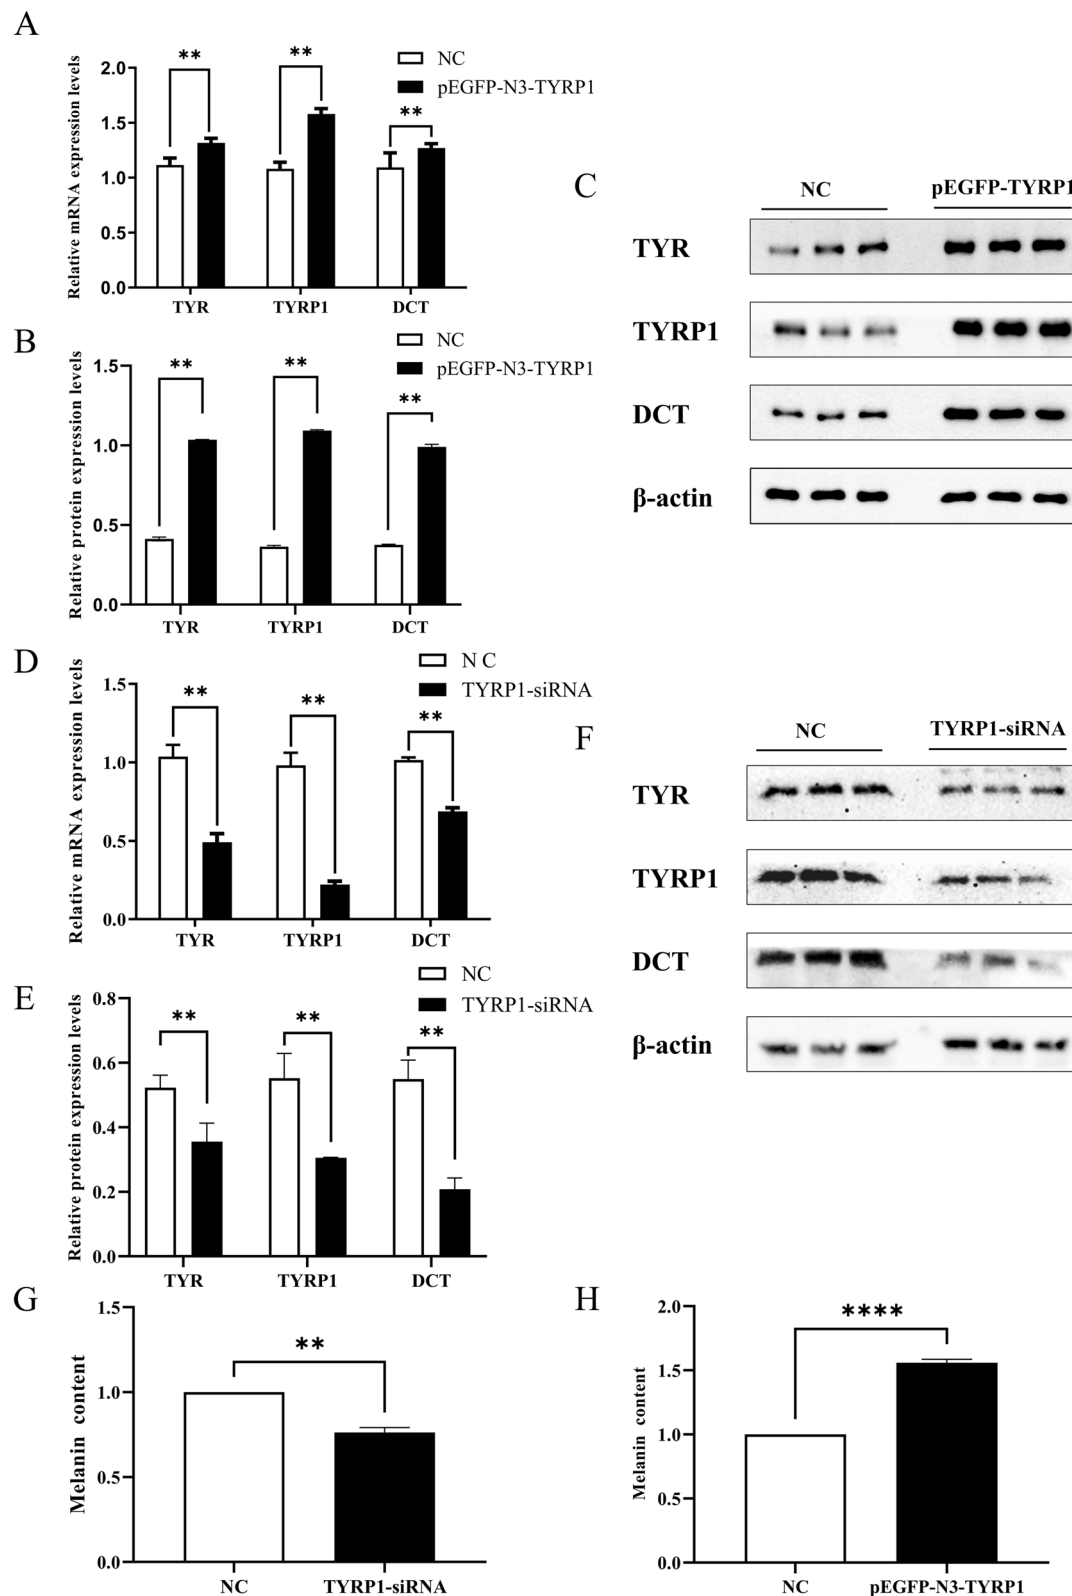 A
Relative mRNA expression levels
2.0
1.5
1.0
0.5
0.0
**
**
**
NC
pEGFP-N3-TYRP1
TYR
TYRP1
DCT
B
Relative protein expression levels
1.5
1.0
0.5
0.0
**
**
**
NC
pEGFP-N3-TYRP1
TYR
TYRP1
DCT
C
NC
pEGFP-TYRP1
TYR
TYRP1
DCT
β-actin
D
Relative mRNA expression levels
1.5
1.0
0.5
0.0
**
**
**
N C
TYRP1-siRNA
TYR
TYRP1
DCT
E
Relative protein expression levels
0.8
0.6
0.4
0.2
0.0
**
**
**
NC
TYRP1-siRNA
TYR
TYRP1
DCT
F
NC
TYRP1-siRNA
TYR
TYRP1
DCT
β-actin
G
Melanin content
1.5
1.0
0.5
0.0
**
NC
TYRP1-siRNA
H
Melanin content
2.0
1.5
1.0
0.5
0.0
****
NC
pEGFP-N3-TYRP1